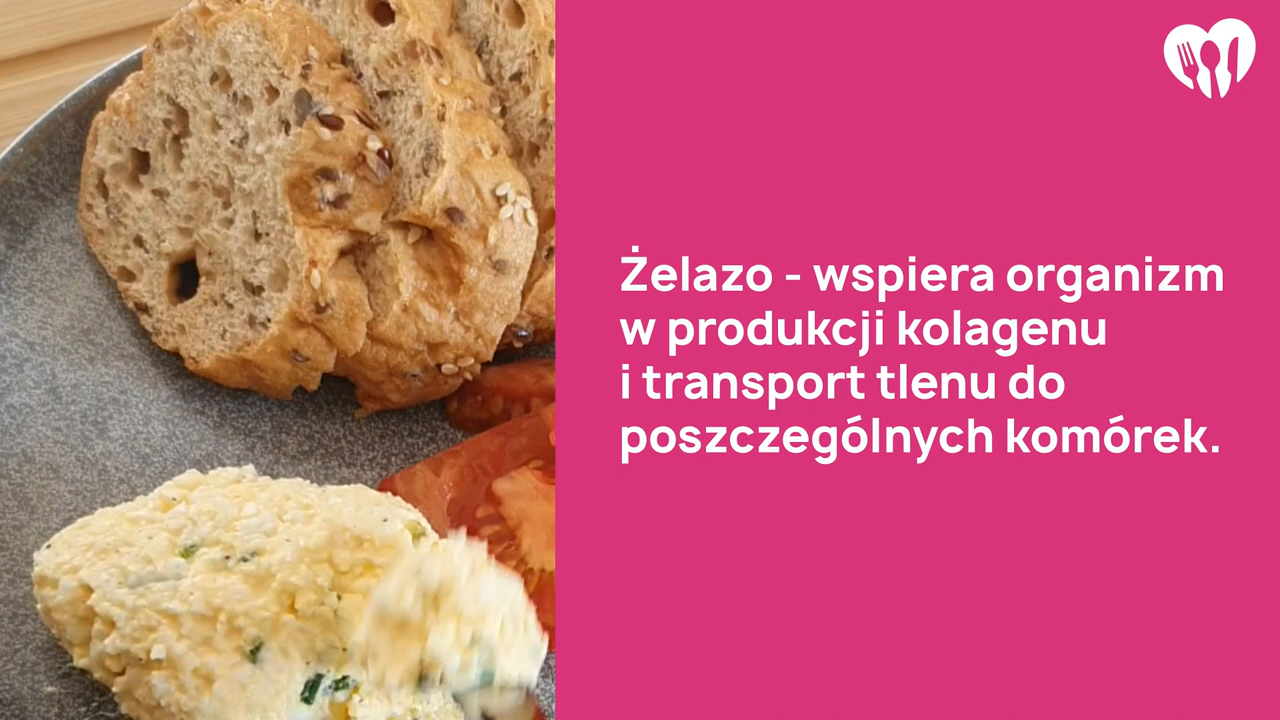 Żelazo - wspiera organizm
w produkcji kolagenu
i transport tlenu do
poszczególnych komórek.